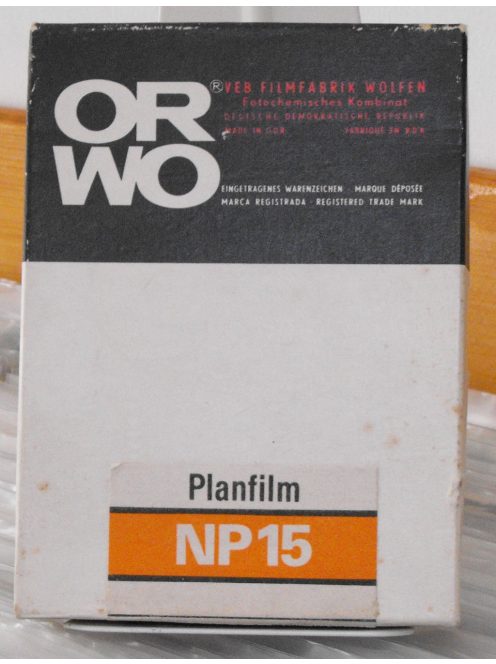 OR
WO
®
VEB FILMFABRIK WOLFEN
Fotochemisches Kombinat
DEUTSCHE DEMOKRATISCHE REPUBLIK
MADE IN GDR FABRIQUÉ EN RDA
EINGETRAGENES WARENZEICHEN · MARQUE DÉPOSÉE
MARCA REGISTRADA · REGISTERED TRADE MARK
Planfilm
NP15